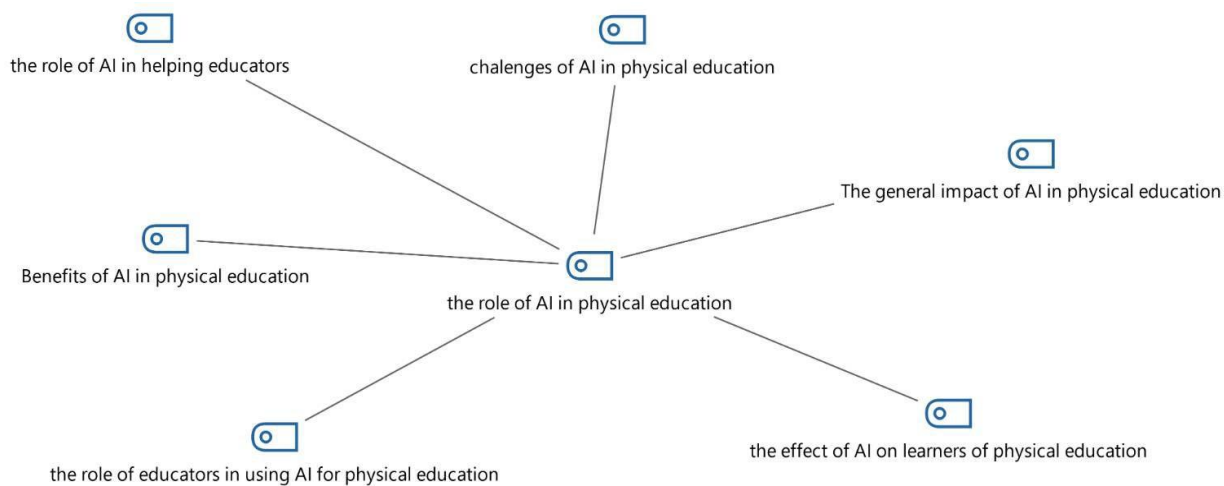 the role of AI in helping educators
chalenges of AI in physical education
The general impact of AI in physical education
Benefits of AI in physical education
the role of AI in physical education
the effect of AI on learners of physical education
the role of educators in using AI for physical education